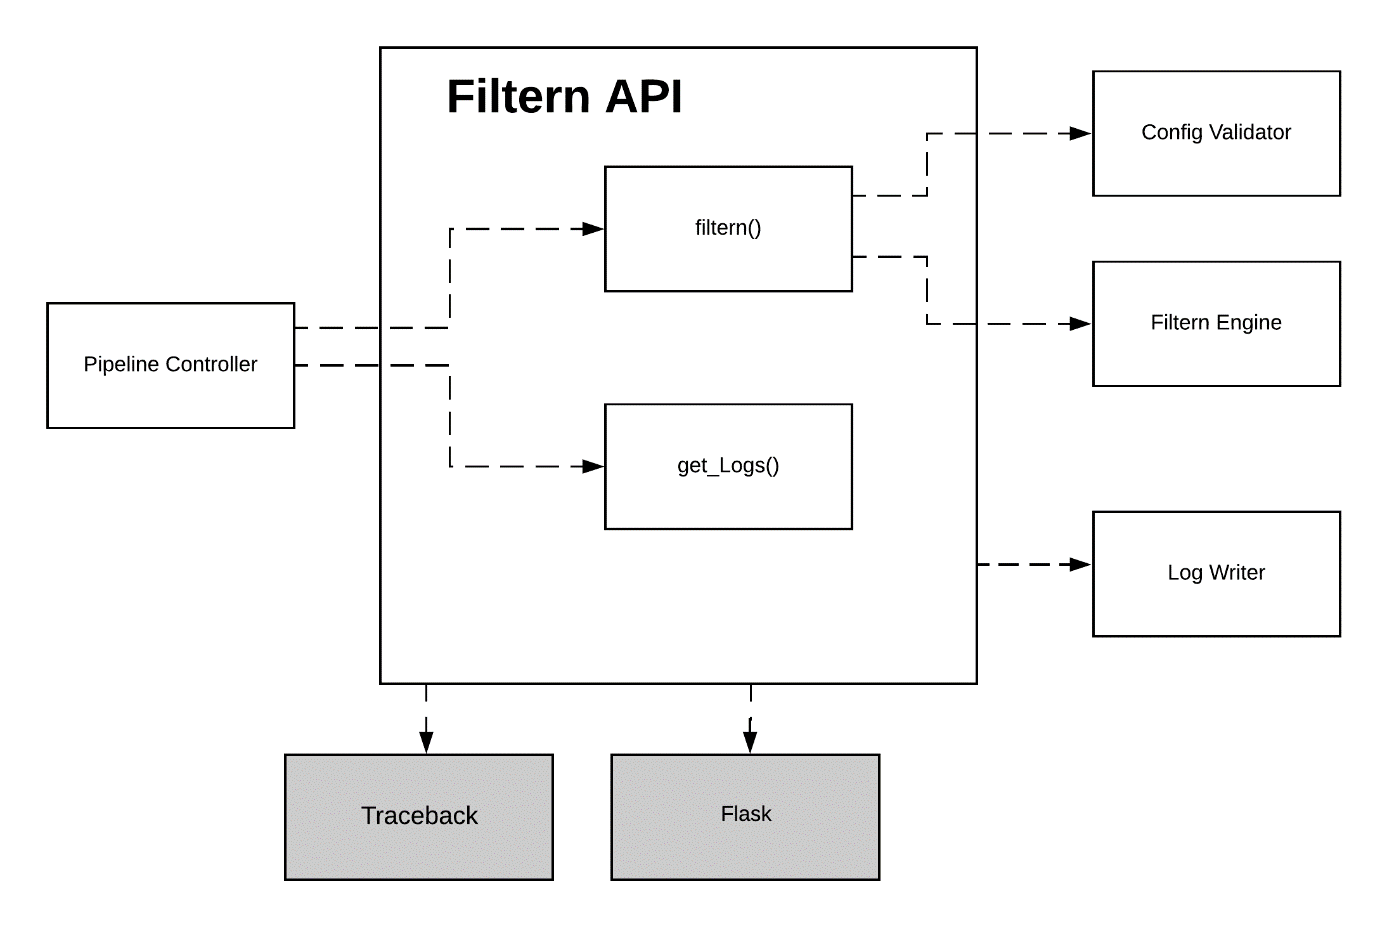 Filtern API
Config Validator
filtern()
Filtern Engine
Pipeline Controller
get_Logs()
Log Writer
Traceback
Flask